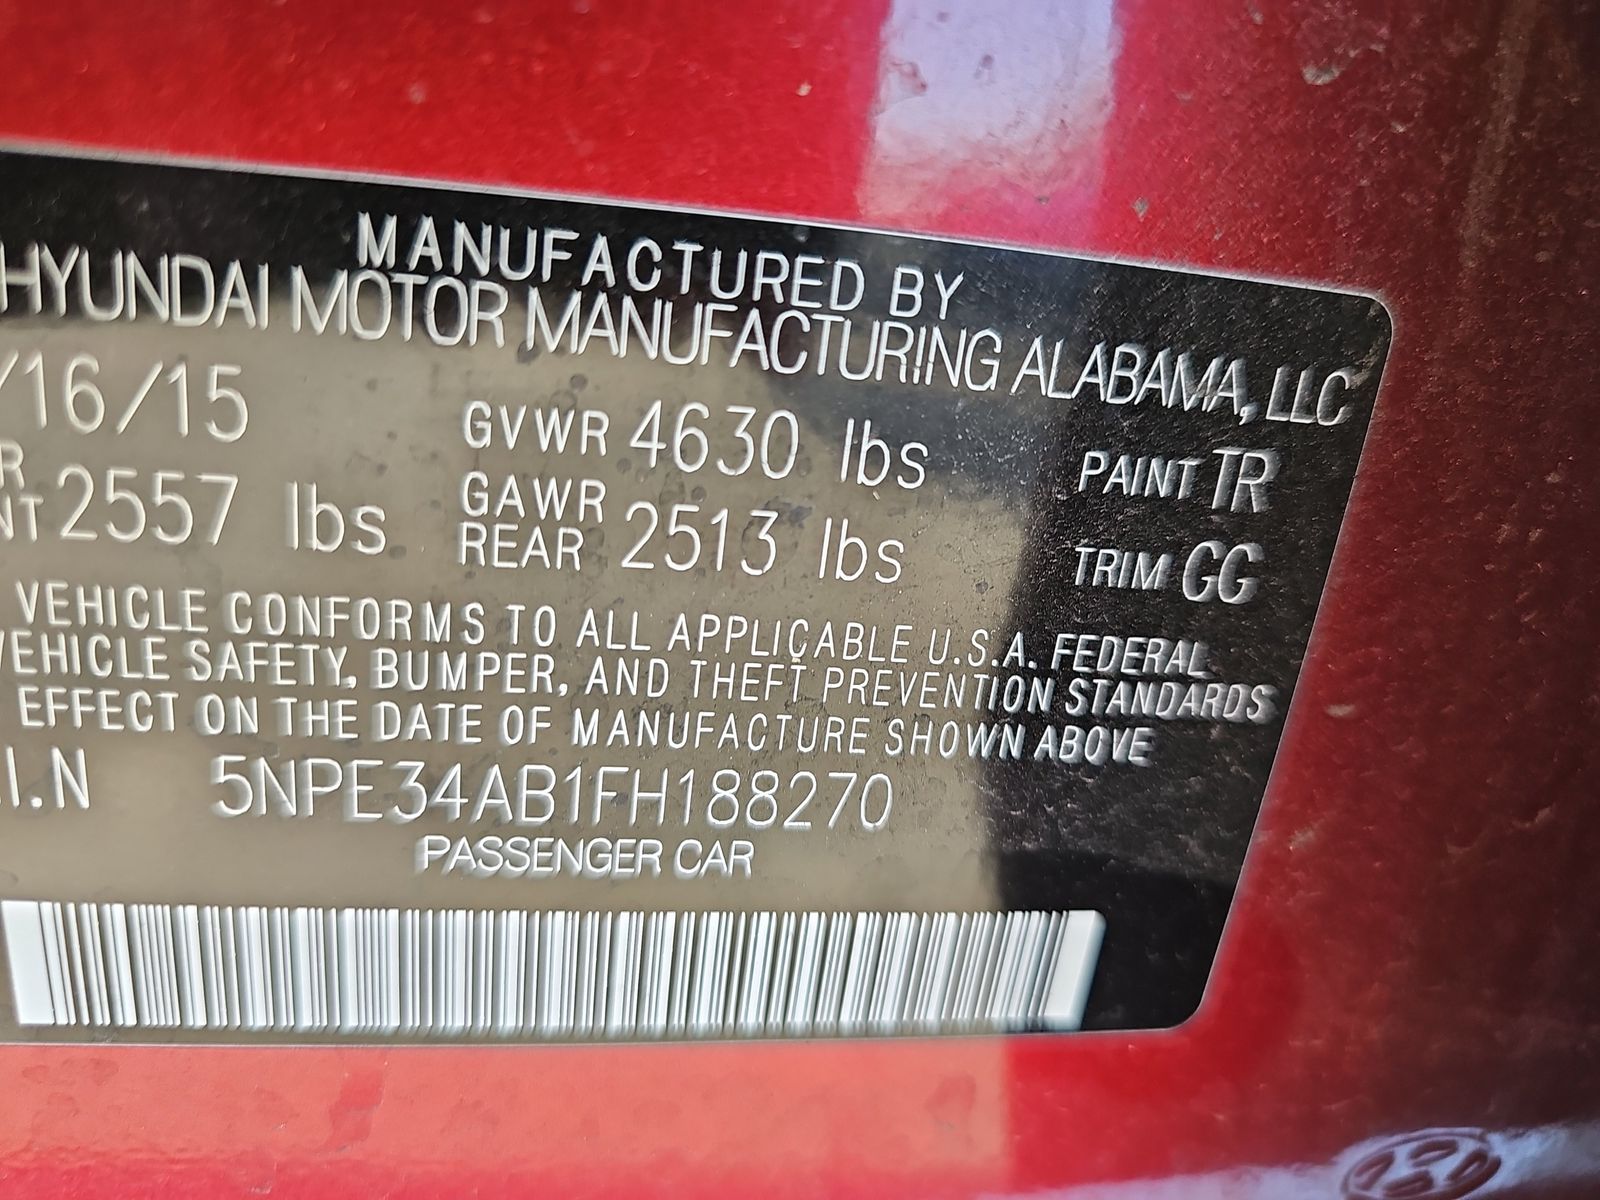 MANUFACTURED BY
HYUNDAI MOTOR MANUFACTURING ALABAMA, LLC
/16/15 GVWR 4630 lbs PAINT TR
2557 lbs GAWR REAR 2513 lbs TRIM GG
VEHICLE CONFORMS TO ALL APPLICABLE U.S.A. FEDERAL
VEHICLE SAFETY, BUMPER, AND THEFT PREVENTION STANDARDS
EFFECT ON THE DATE OF MANUFACTURE SHOWN ABOVE
.I.N 5NPE34AB1FH188270
PASSENGER CAR